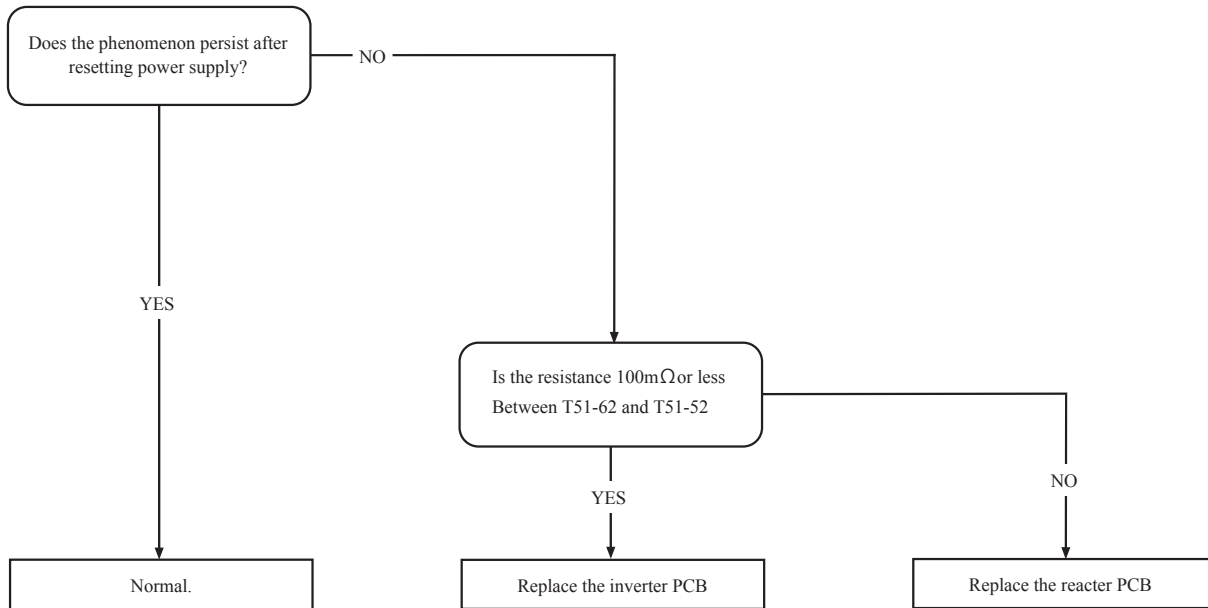 Does the phenomenon persist after
resetting power supply?
NO
YES
Is the resistance 100mΩor less
Between T51-62 and T51-52
YES
NO
Normal.
Replace the inverter PCB
Replace the reacter PCB